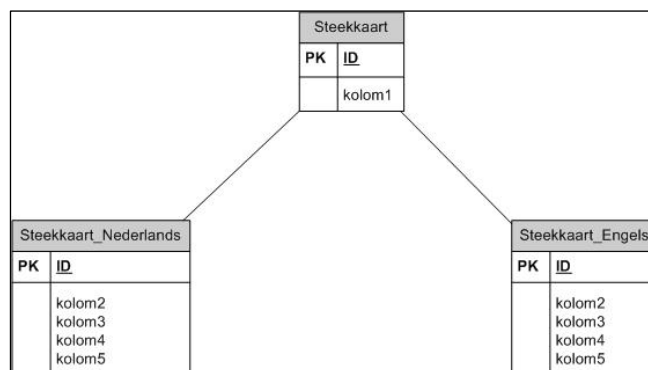 Steekkaart
PK ID
kolom1
Steekkaart_Nederlands
PK ID
kolom2
kolom3
kolom4
kolom5
Steekkaart_Engels
PK ID
kolom2
kolom3
kolom4
kolom5